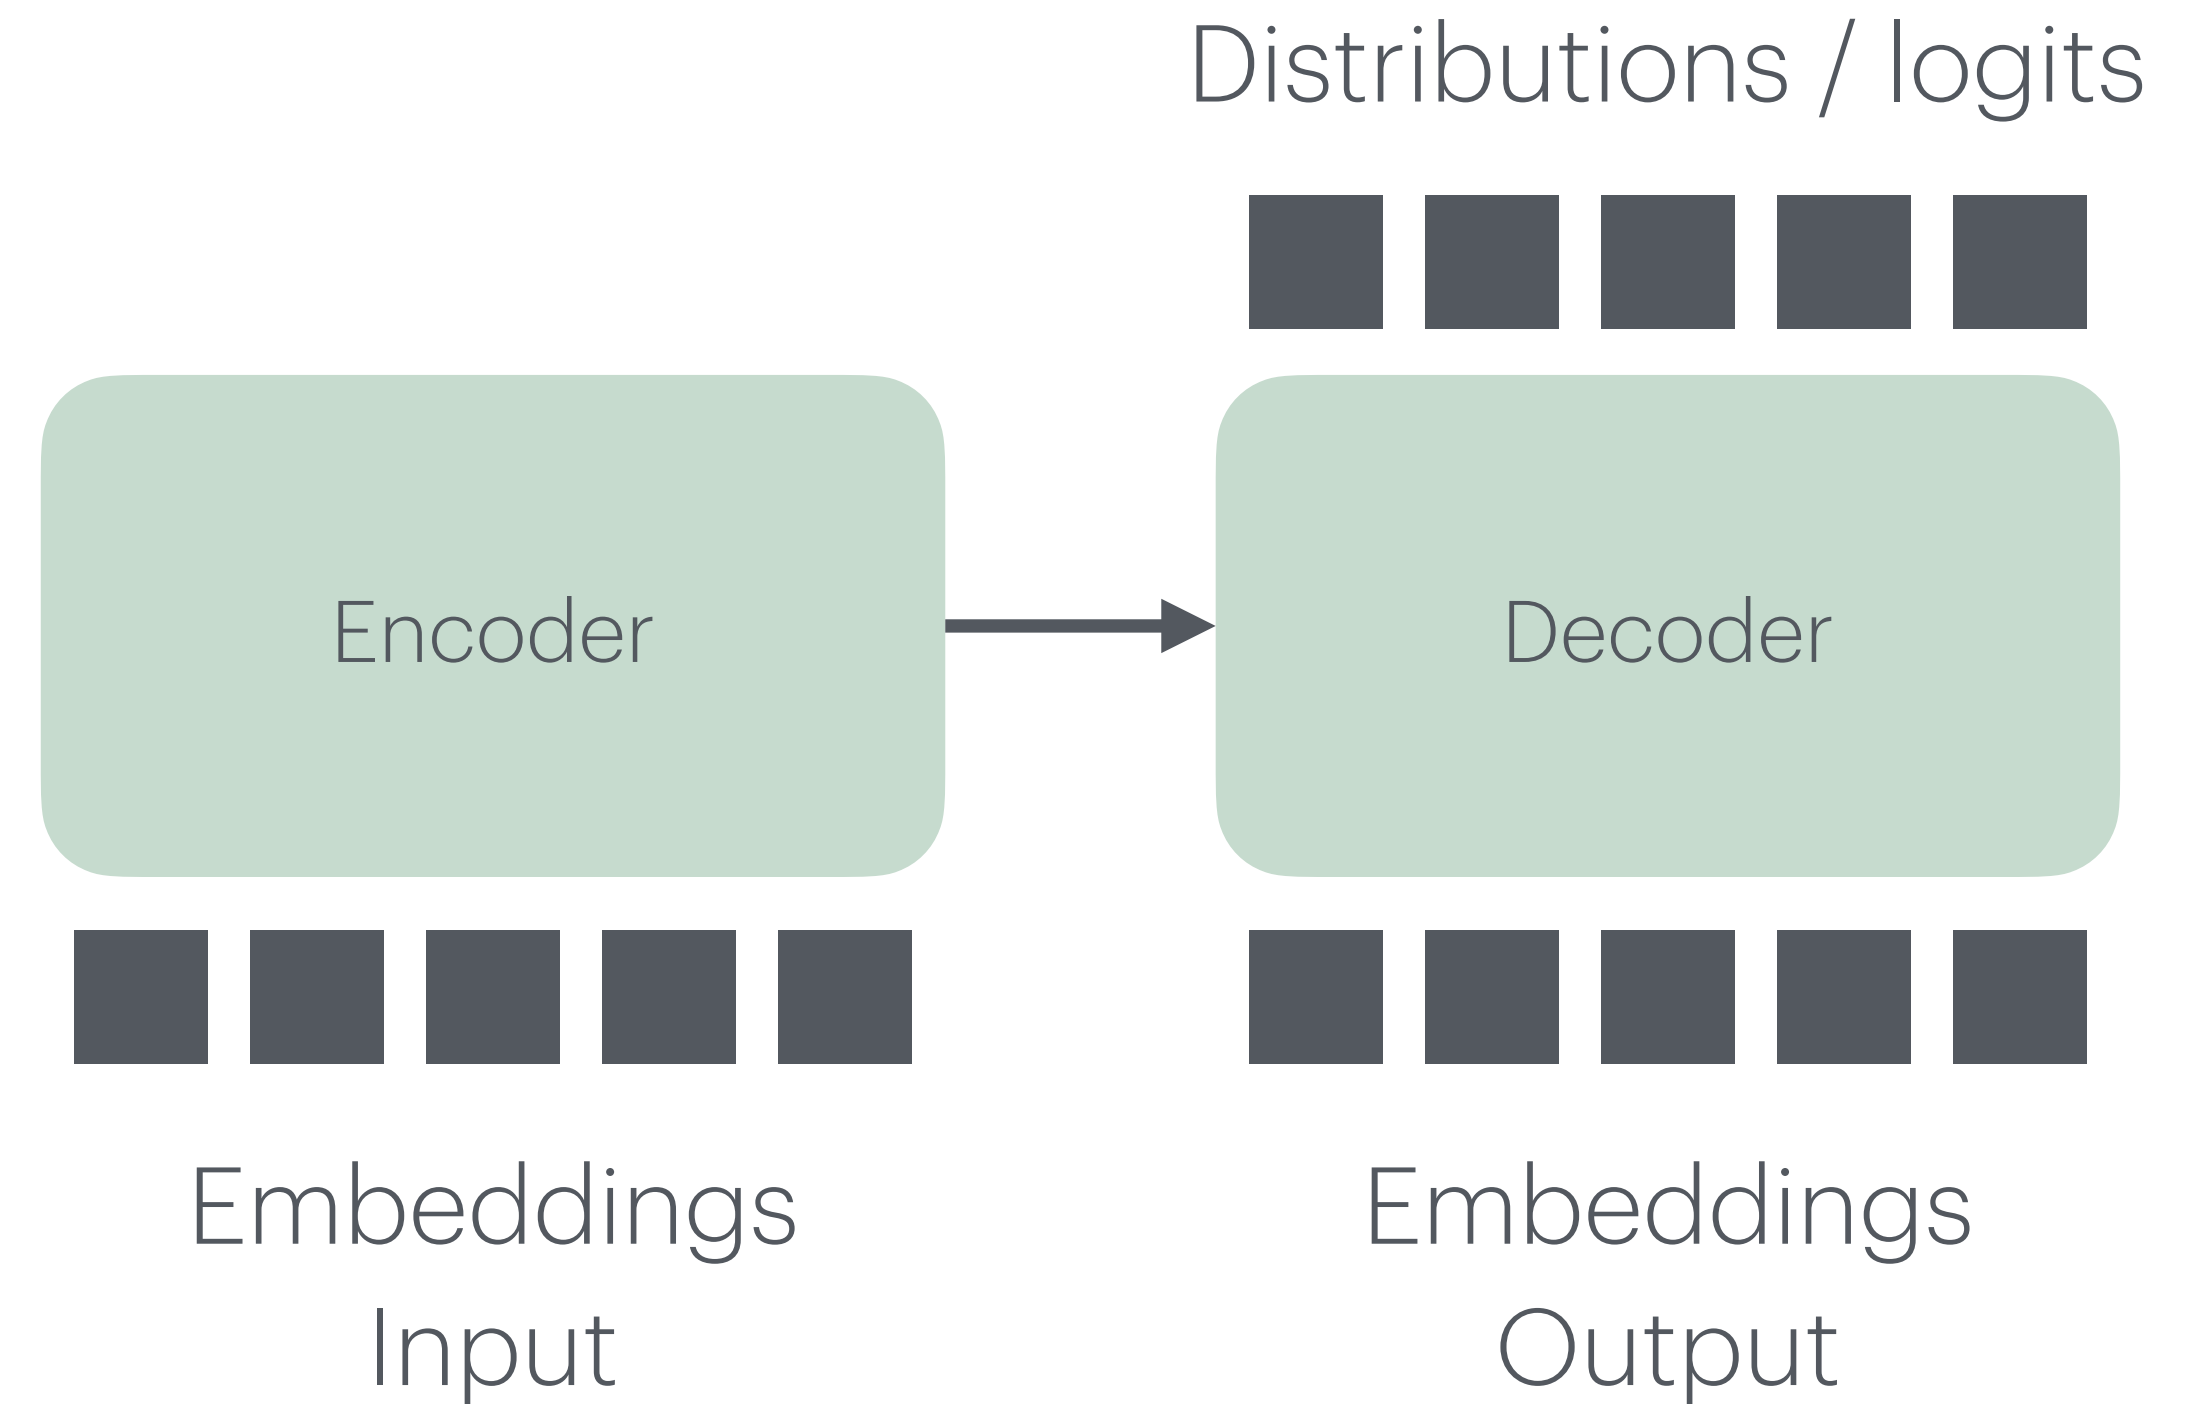 Distributions / logits
Encoder
Decoder
Embeddings
Input
Embeddings
Output